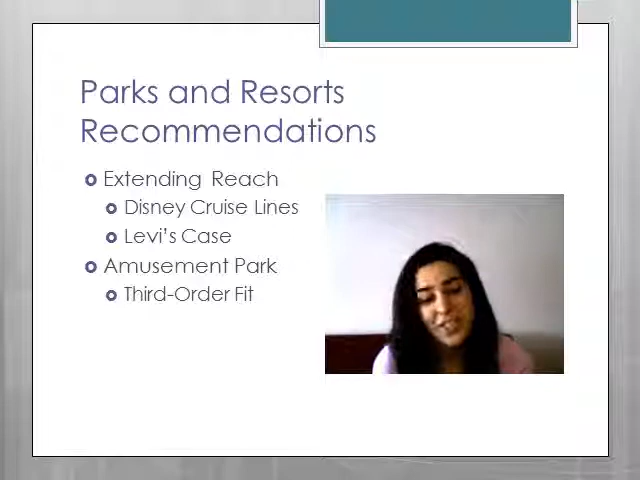 Parks and Resorts
Recommendations
Extending Reach
Disney Cruise Lines
Levi's Case
Amusement Park
Third-Order Fit